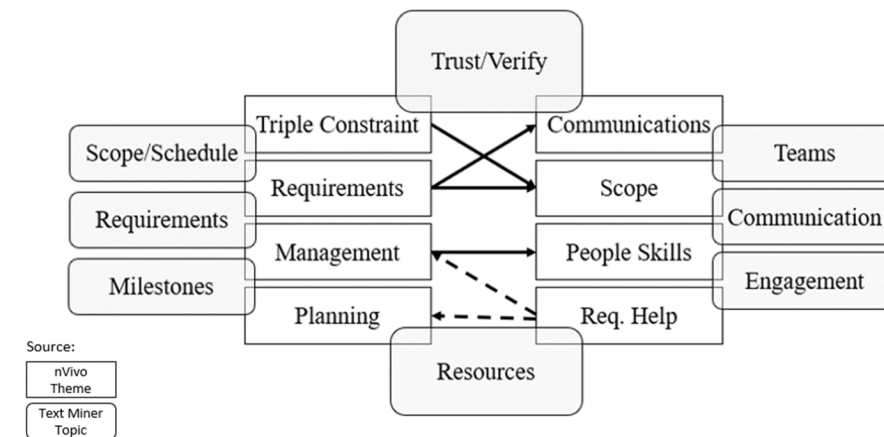 Trust/Verify
Triple Constraint
Communications
Scope/Schedule
Teams
Requirements
Scope
Requirements
Communication
Management
People Skills
Milestones
Engagement
Planning
Req. Help
Resources
Source:
nVivo
Theme
Text Miner
Topic